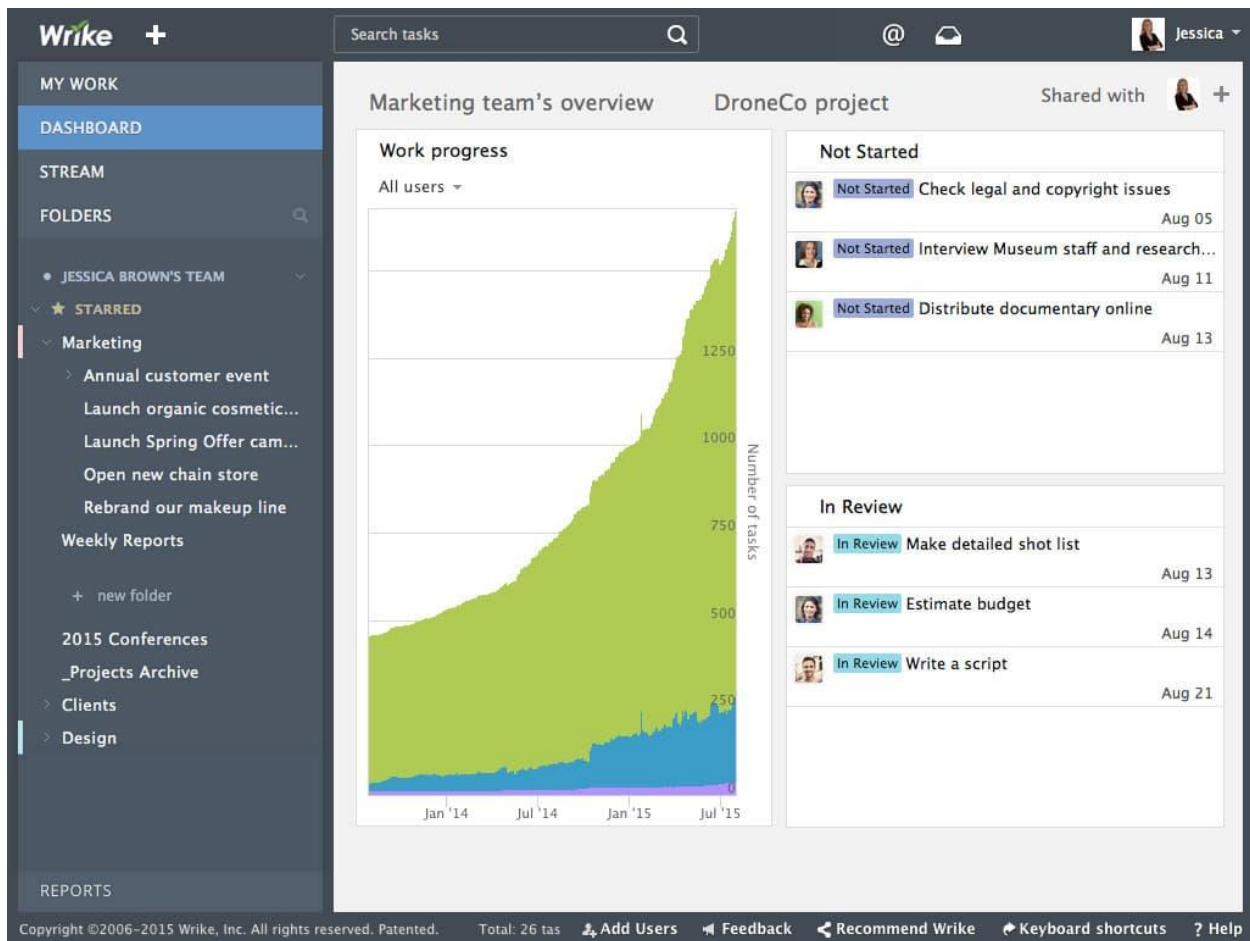 Wrike +
Search tasks
@
Jessica
MY WORK
DASHBOARD
STREAM
FOLDERS
JESSICA BROWN'S TEAM
STARRED
Marketing
Annual customer event
Launch organic cosmetic...
Launch Spring Offer cam...
Open new chain store
Rebrand our makeup line
Weekly Reports
+ new folder
2015 Conferences
_Projects Archive
Clients
Design
REPORTS
Marketing team's overview
DroneCo project
Shared with +
Work progress
All users
1250
1000
750
500
250
0
Number of tasks
Jan '14
Jul '14
Jan '15
Jul '15
Not Started
Not Started Check legal and copyright issues
Aug 05
Not Started Interview Museum staff and research...
Aug 11
Not Started Distribute documentary online
Aug 13
In Review
In Review Make detailed shot list
Aug 13
In Review Estimate budget
Aug 14
In Review Write a script
Aug 21
Copyright ©2006-2015 Wrike, Inc. All rights reserved. Patented.
Total: 26 tas
Add Users
Feedback
Recommend Wrike
Keyboard shortcuts
? Help